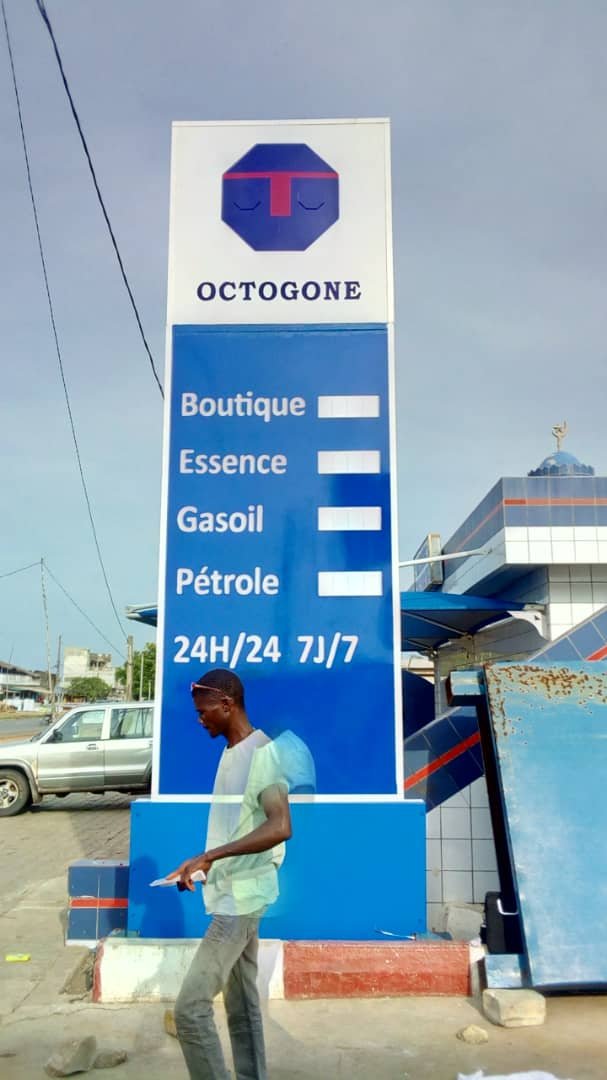 OCTOGONE
Boutique
Essence
Gasoil
Pétrole
24H/24 7J/7